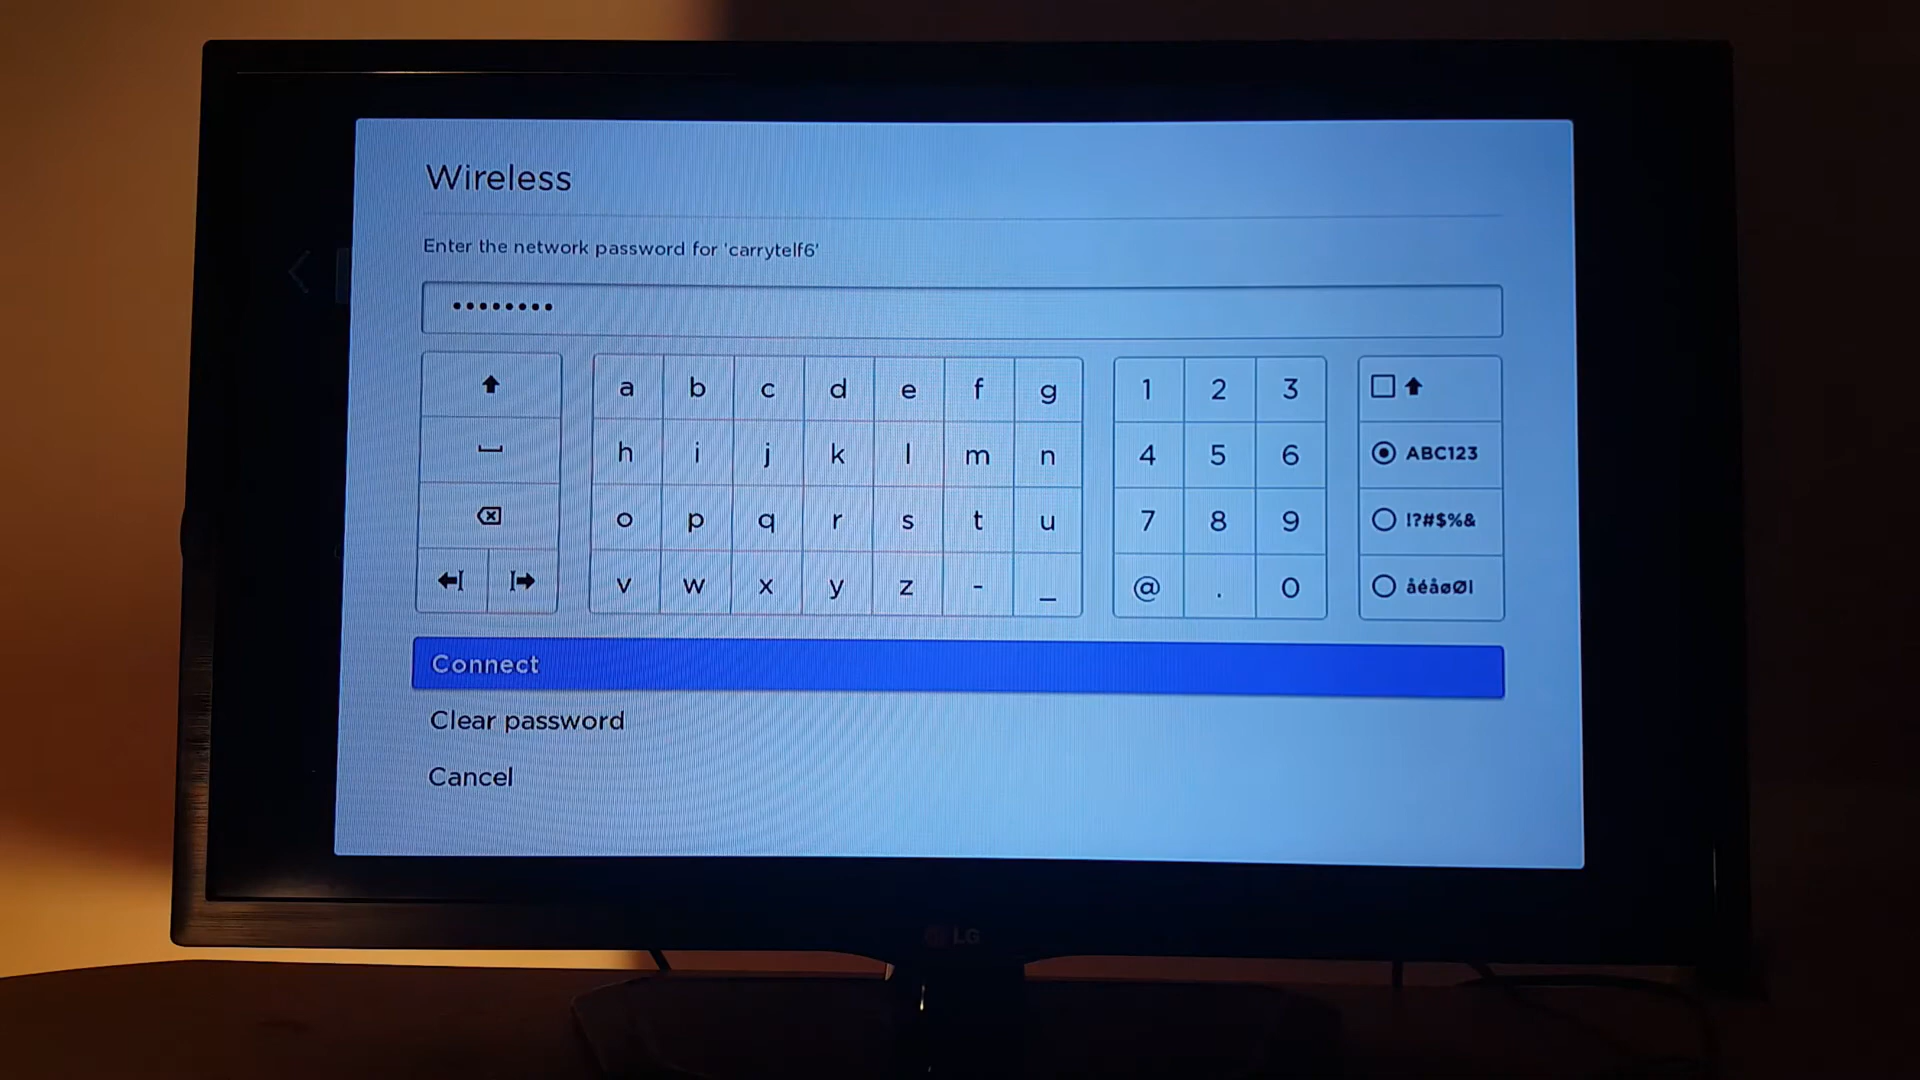 Wireless
Enter the network password for 'carrytelf6'
••••••••
a b c d e f g 1 2 3
h i j k l m n 4 5 6 ABC123
o p q r s t u 7 8 9 !?#$%&
v w x y z - _ @ . 0 åéåøØI
Connect
Clear password
Cancel
LG